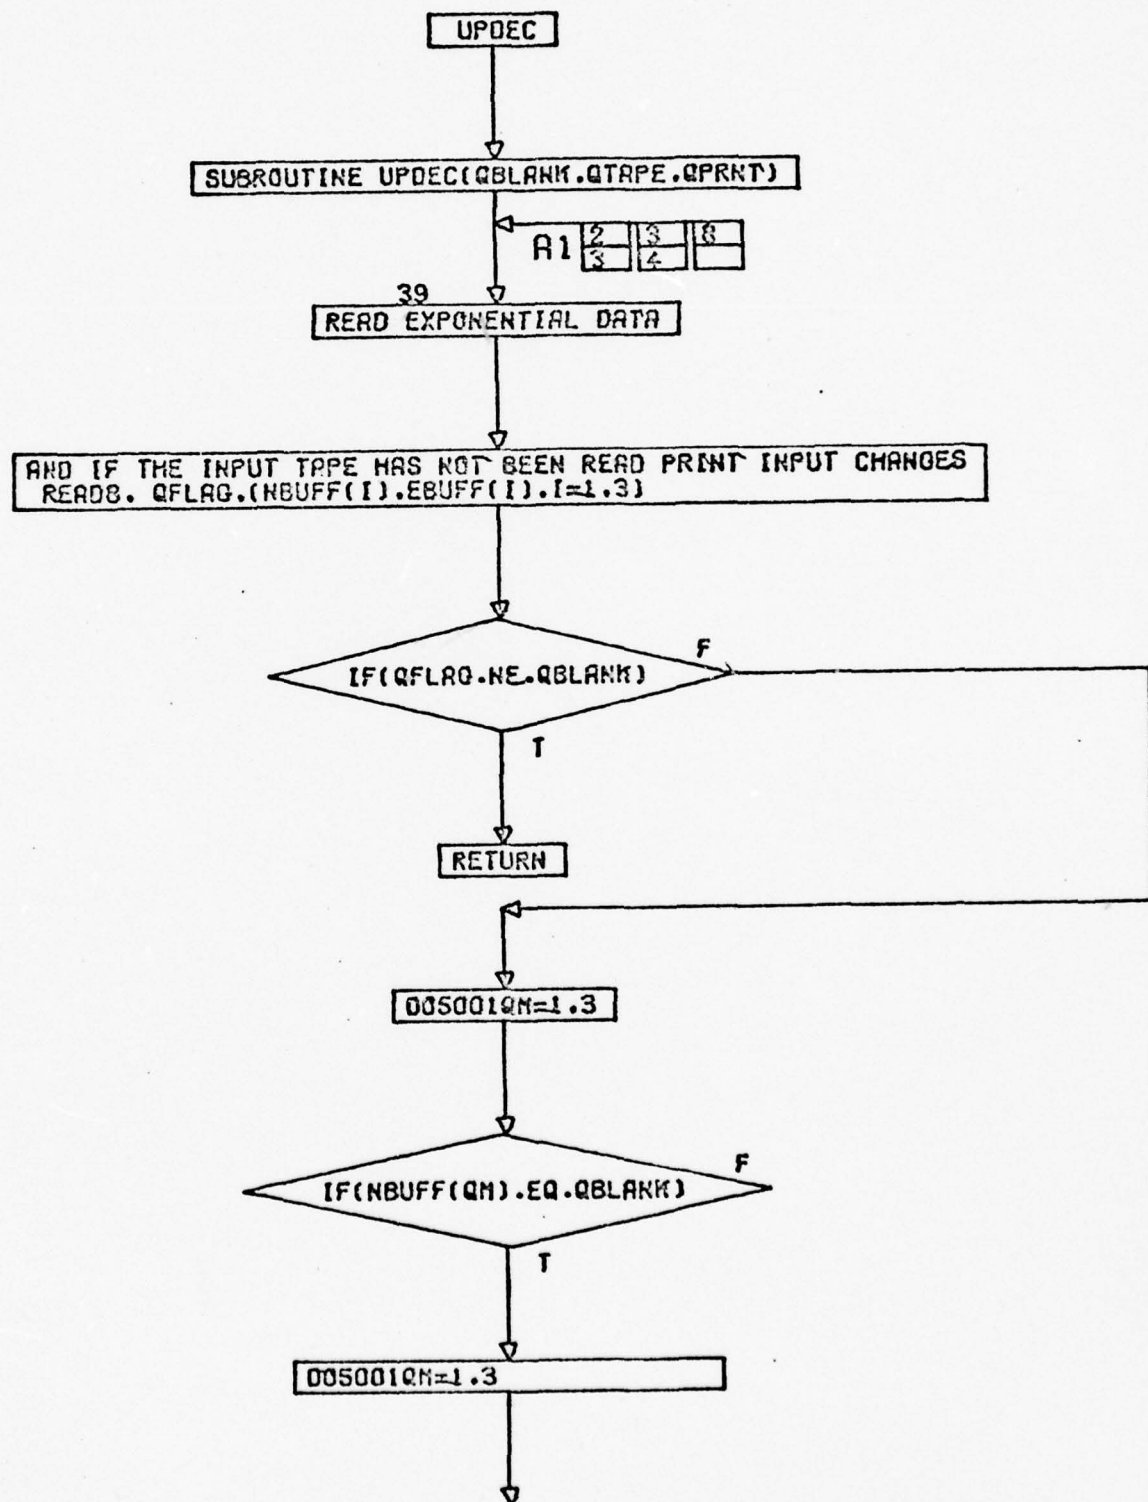 UPDEC
SUBROUTINE UPDEC(QBLANK.QTAPE.QPRNT)
A1 2 3 8
3 4
39
READ EXPONENTIAL DATA
AND IF THE INPUT TAPE HAS NOT BEEN READ PRINT INPUT CHANGES
READ8. QFLAG.(NBUFF(I).EBUFF(I).I=1.3)
IF(QFLAG.NE.QBLANK)
F
T
RETURN
DO5001QM=1.3
IF(NBUFF(QM).EQ.QBLANK)
F
T
DO5001QM=1.3